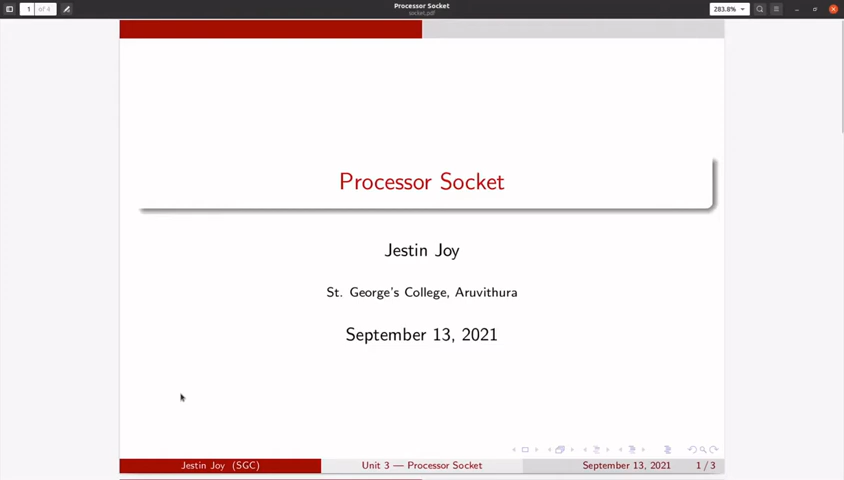 Processor Socket
socket.pdf
1 of 4
283.8%
Processor Socket
Jestin Joy
St. George's College, Aruvithura
September 13, 2021
Jestin Joy (SGC) Unit 3 — Processor Socket September 13, 2021 1 / 3